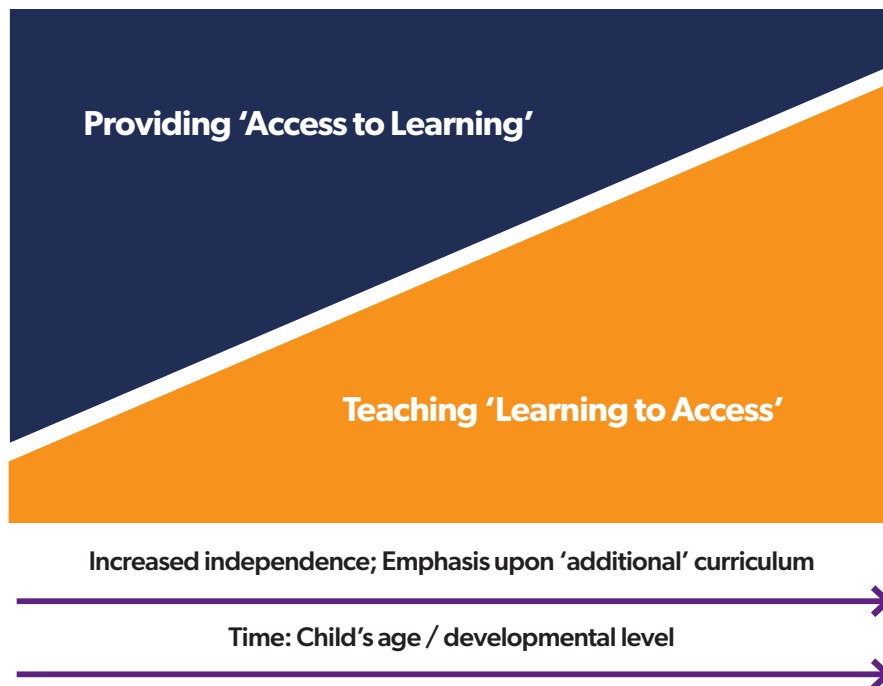 Providing ‘Access to Learning’
Teaching ‘Learning to Access’
Increased independence; Emphasis upon ‘additional’ curriculum
Time: Child’s age / developmental level